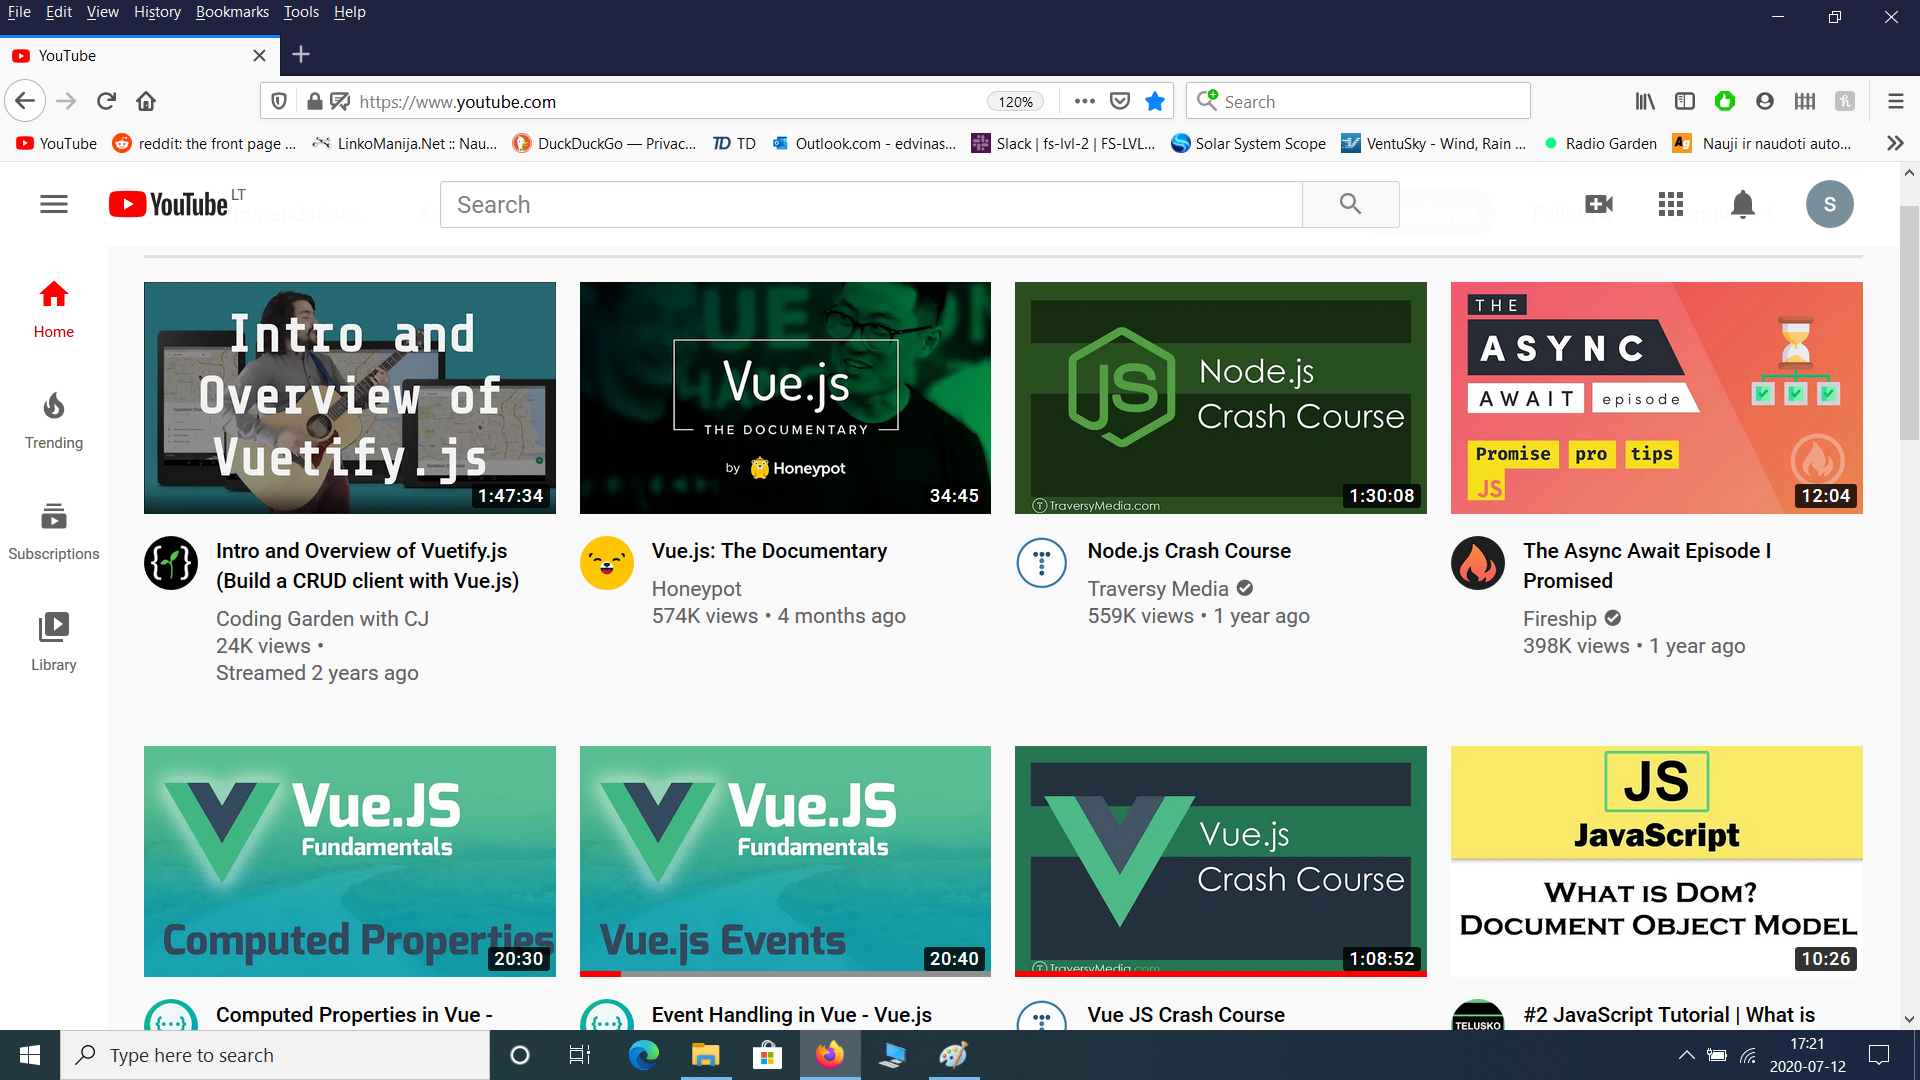 File Edit View History Bookmarks Tools Help
YouTube
https://www.youtube.com 120% Search
YouTube reddit: the front page ... LinkoManija.Net :: Nau... DuckDuckGo — Privac... TD TD Outlook.com - edvinas... Slack | fs-lvl-2 | FS-LVL... Solar System Scope VentuSky - Wind, Rain ... Radio Garden Ag Nauji ir naudoti auto...
YouTube LT Search S
Home
Trending
Subscriptions
Library
Intro and
Overview of
Vuetify.js
1:47:34
Vue.js
THE DOCUMENTARY
by Honeypot
34:45
JS
Node.js
Crash Course
TraversyMedia.com
1:30:08
THE
ASYNC
AWAIT episode
Promise pro tips
JS
12:04
Intro and Overview of Vuetify.js
(Build a CRUD client with Vue.js)
Coding Garden with CJ
24K views •
Streamed 2 years ago
Vue.js: The Documentary
Honeypot
574K views • 4 months ago
Node.js Crash Course
Traversy Media
559K views • 1 year ago
The Async Await Episode I
Promised
Fireship
398K views • 1 year ago
Vue.JS
Fundamentals
Computed Properties
20:30
Vue.JS
Fundamentals
Vue.js Events
20:40
Vue.js
Crash Course
TraversyMedia.com
1:08:52
JS
JavaScript
What is Dom?
Document Object Model
10:26
Computed Properties in Vue -
Event Handling in Vue - Vue.js
Vue JS Crash Course
TELUSKO
#2 JavaScript Tutorial | What is
Type here to search
17:21
2020-07-12